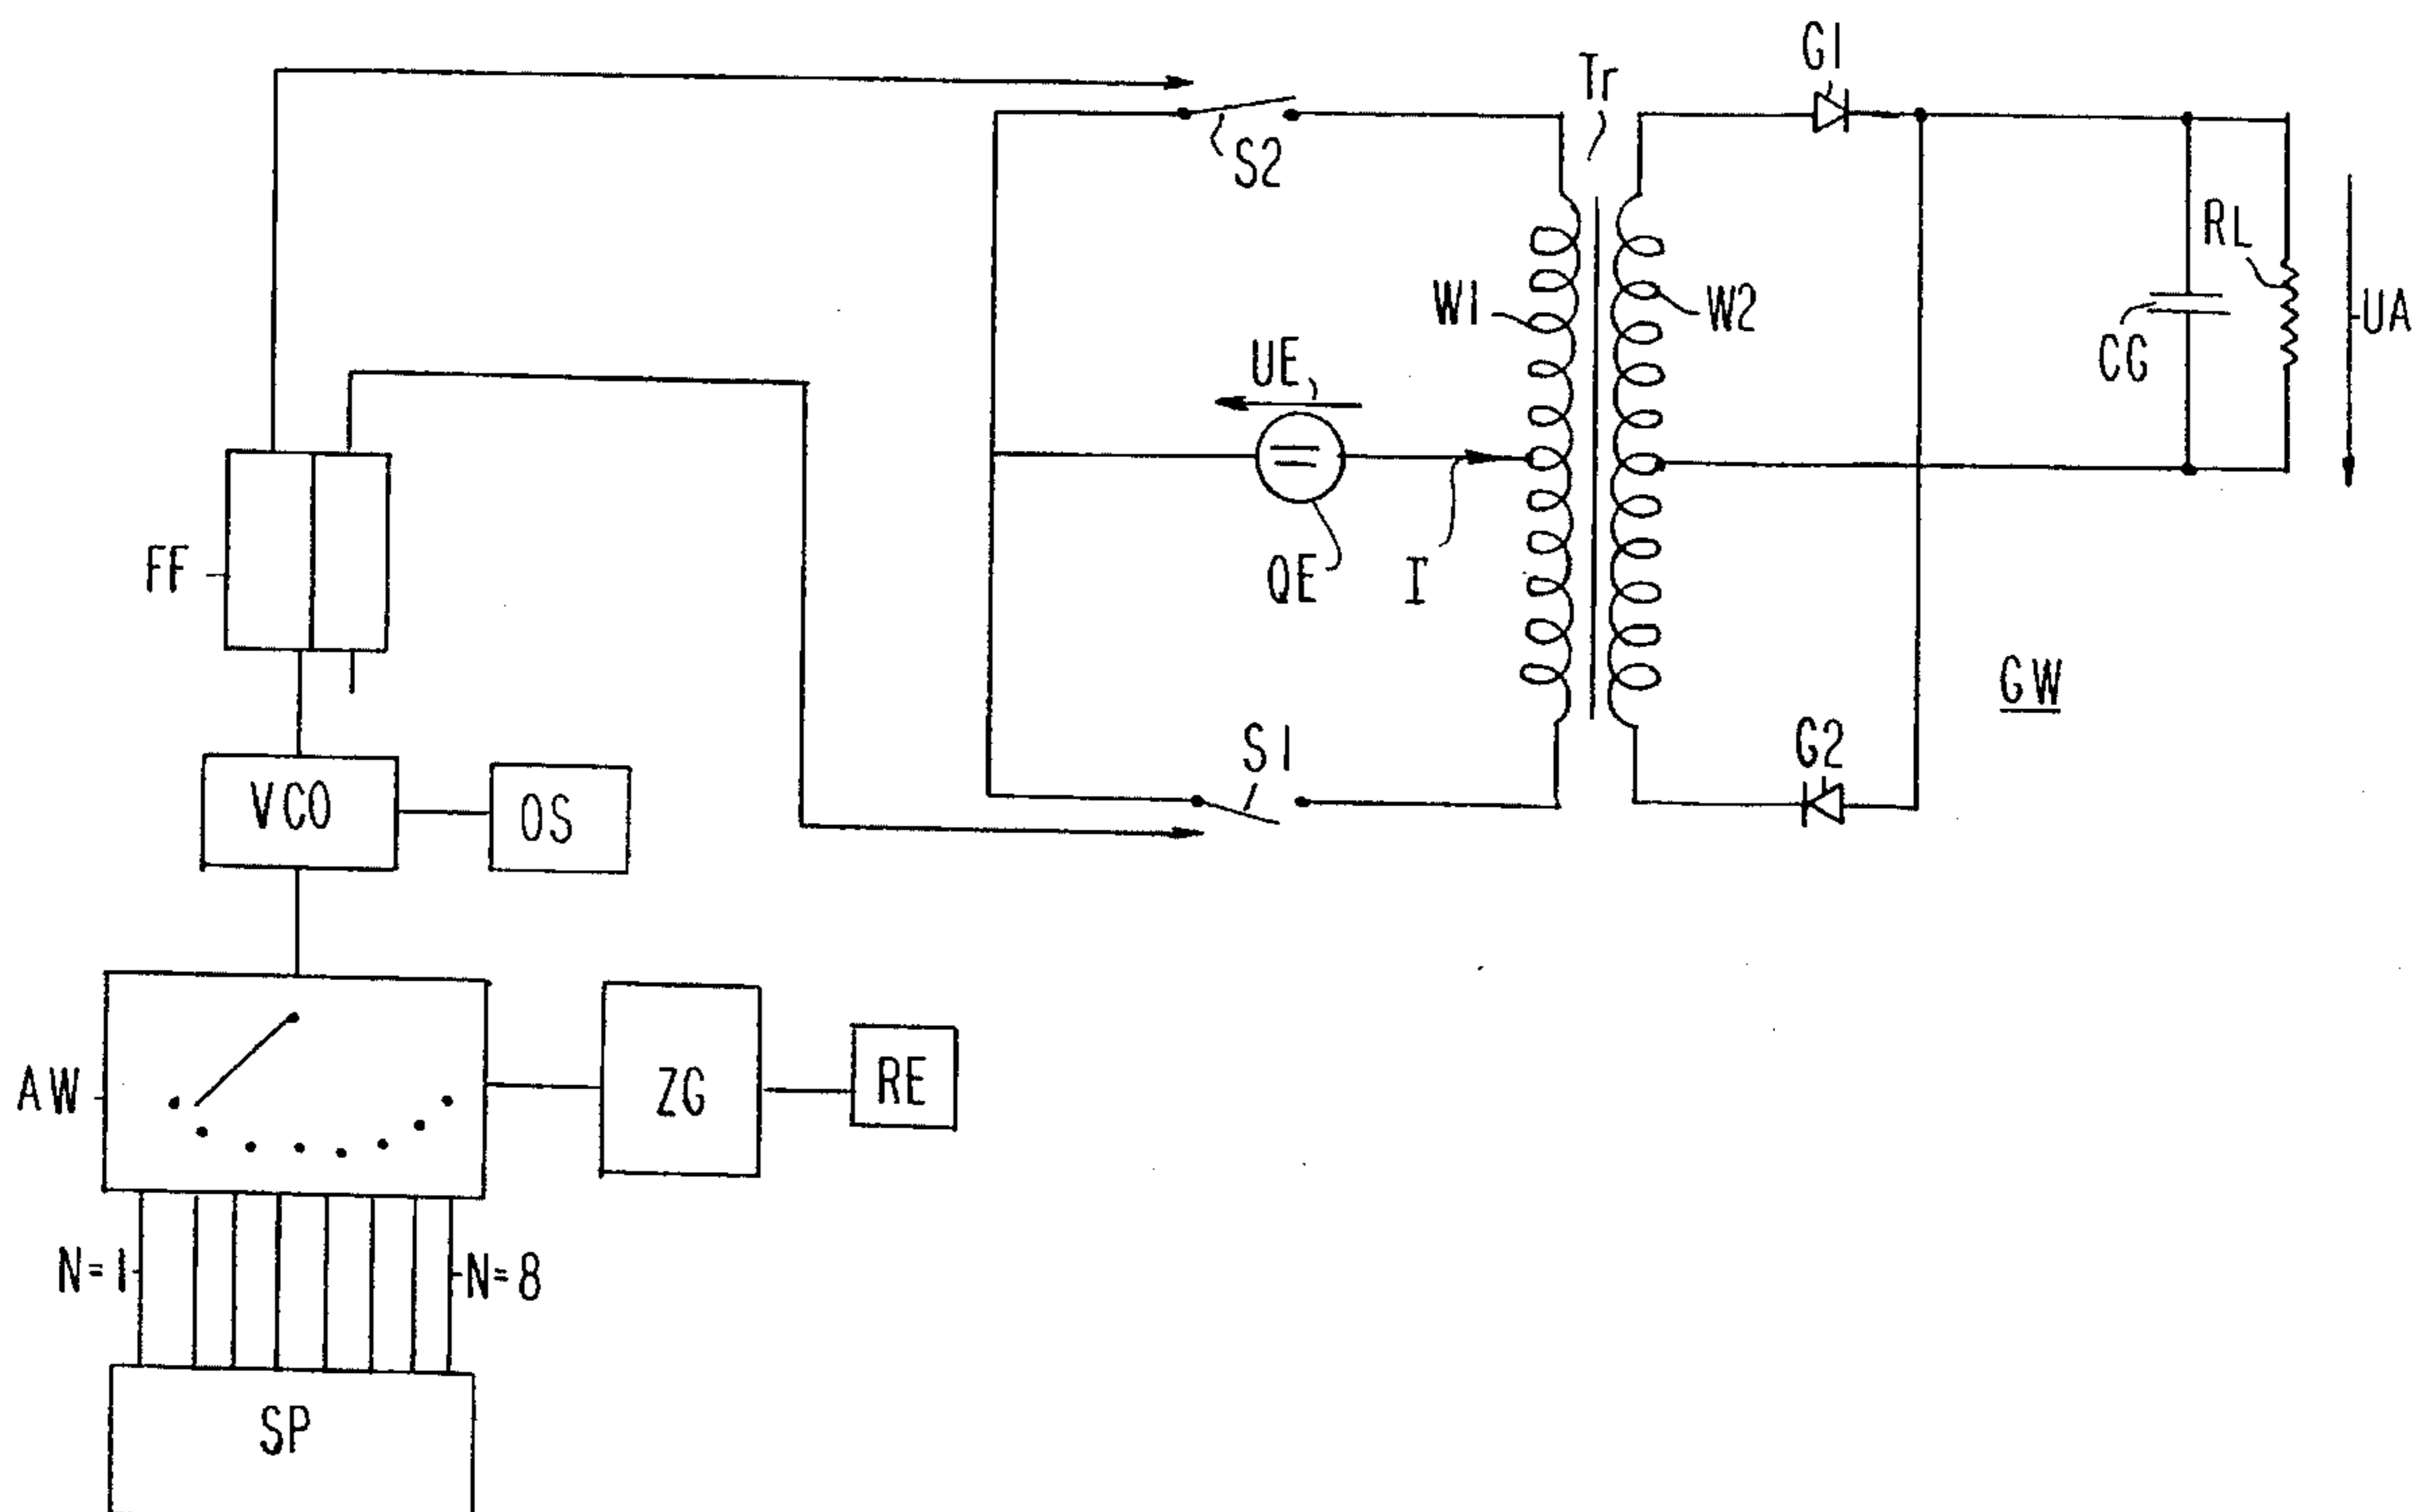 G1
Tr
S2
RL
W1
W2
UA
UE
CG
FF
QE
I
GW
S1
G2
VCO
OS
AW
ZG
RE
N=1
N=8
SP